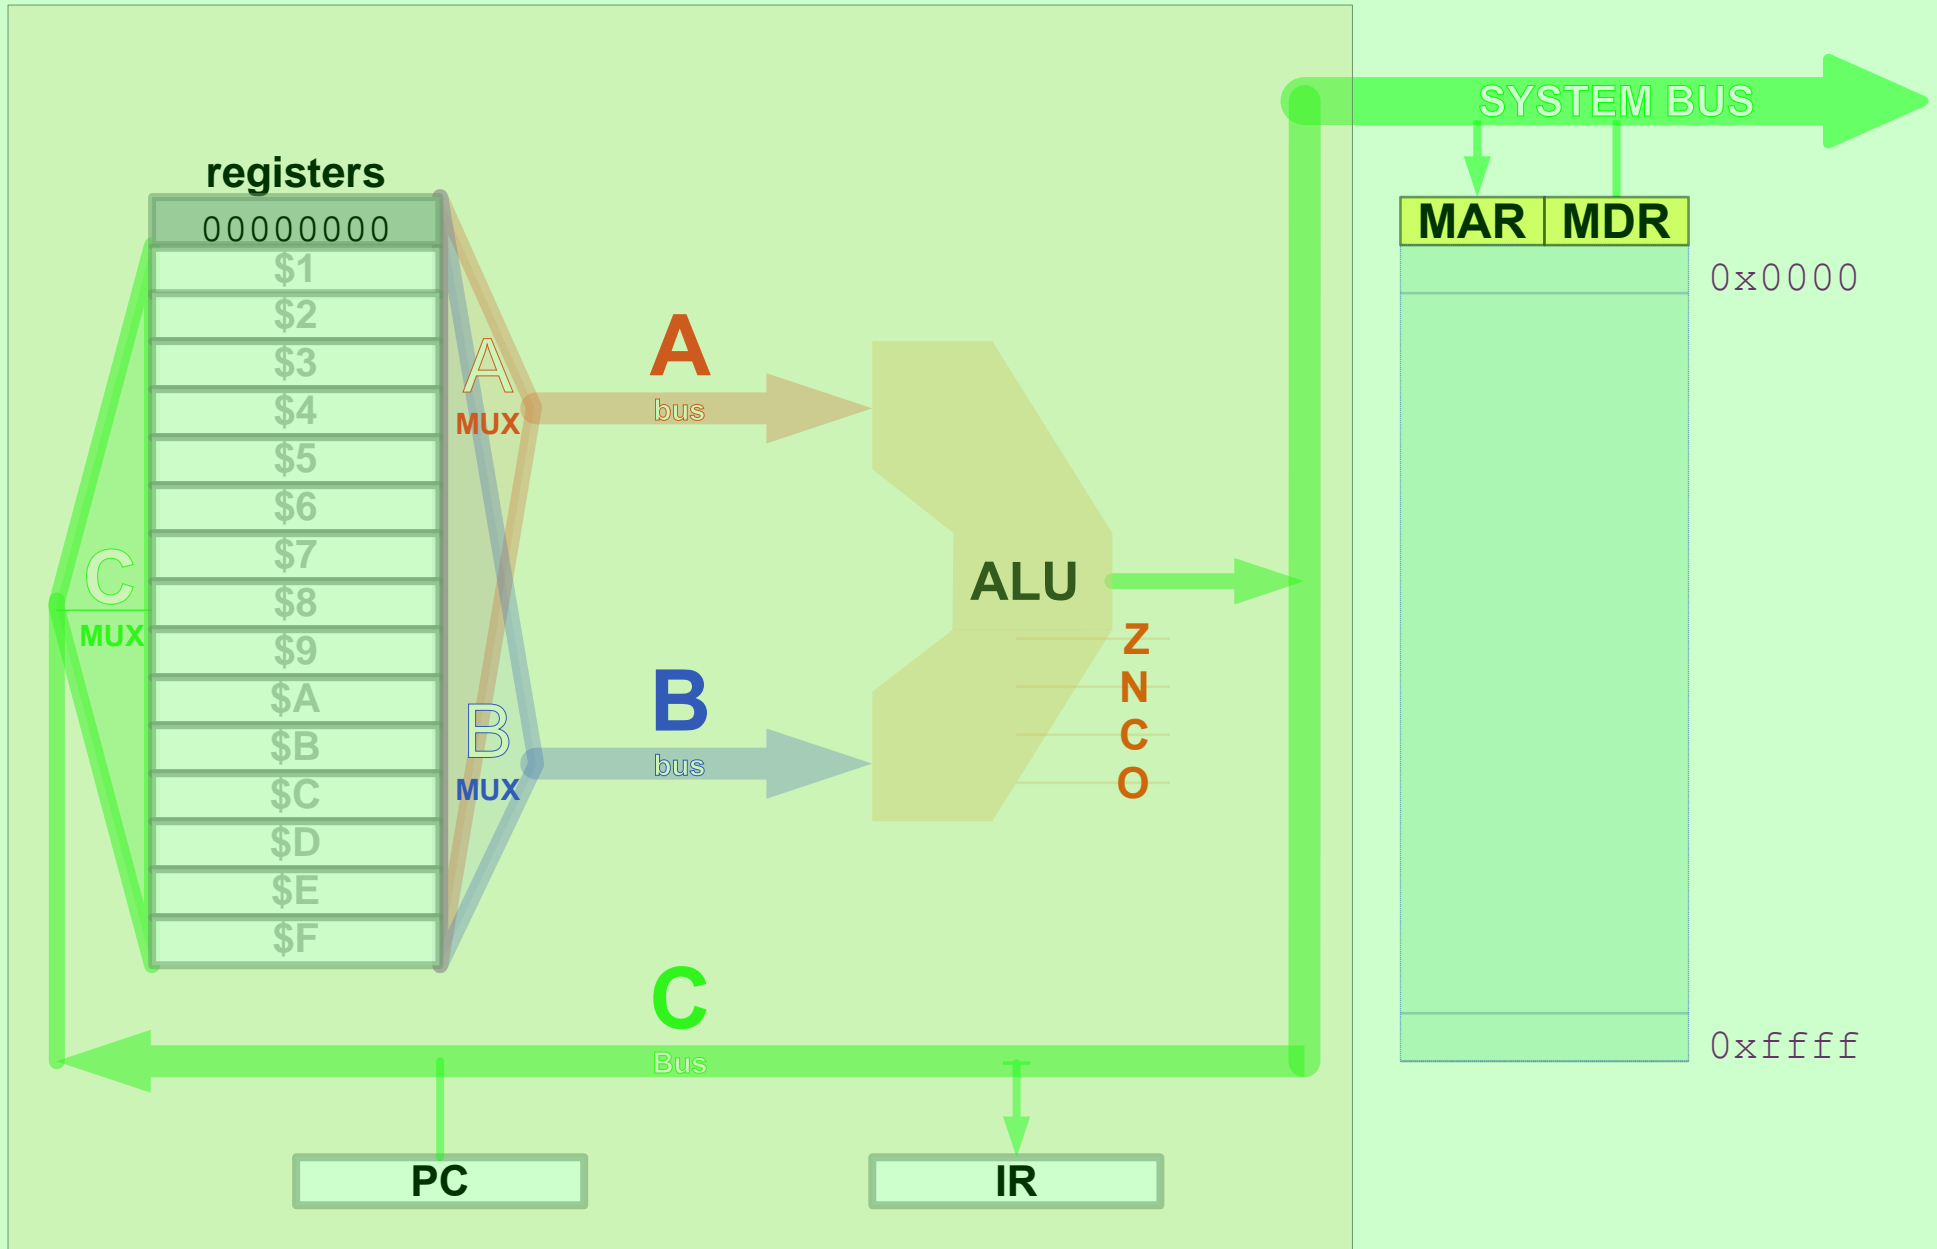 SYSTEM BUS
registers
00000000
$1
$2
$3
$4
$5
$6
$7
$8
$9
$A
$B
$C
$D
$E
$F
C
MUX
A
MUX
B
MUX
A
bus
B
bus
ALU
Z
N
C
O
C
Bus
PC
IR
MAR MDR
0x0000
0xffff